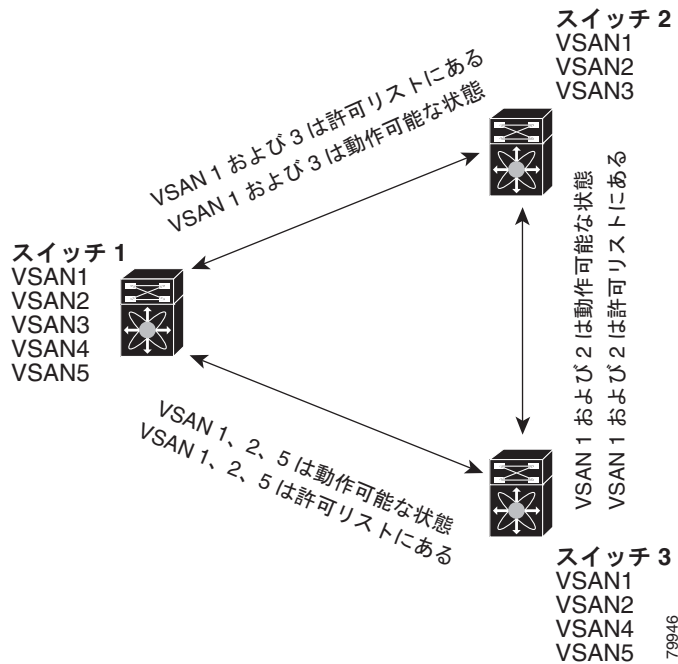 スイッチ 2
VSAN1
VSAN2
VSAN3
VSAN 1 および 3 は許可リストにある
VSAN 1 および 3 は動作可能な状態
スイッチ 1
VSAN1
VSAN2
VSAN3
VSAN4
VSAN5
VSAN 1 および 2 は動作可能な状態
VSAN 1 および 2 は許可リストにある
VSAN 1、2、5 は動作可能な状態
VSAN 1、2、5 は許可リストにある
スイッチ 3
VSAN1
VSAN2
VSAN4
VSAN5
79946